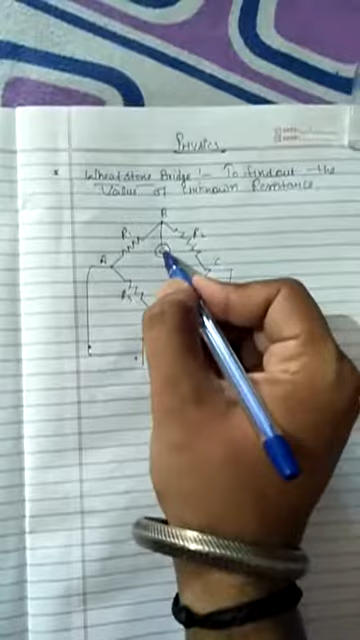 Physics
* Wheatstone Bridge :- To find out the
Value of Unknown Resistance.
B
R1 R2
A C
R3